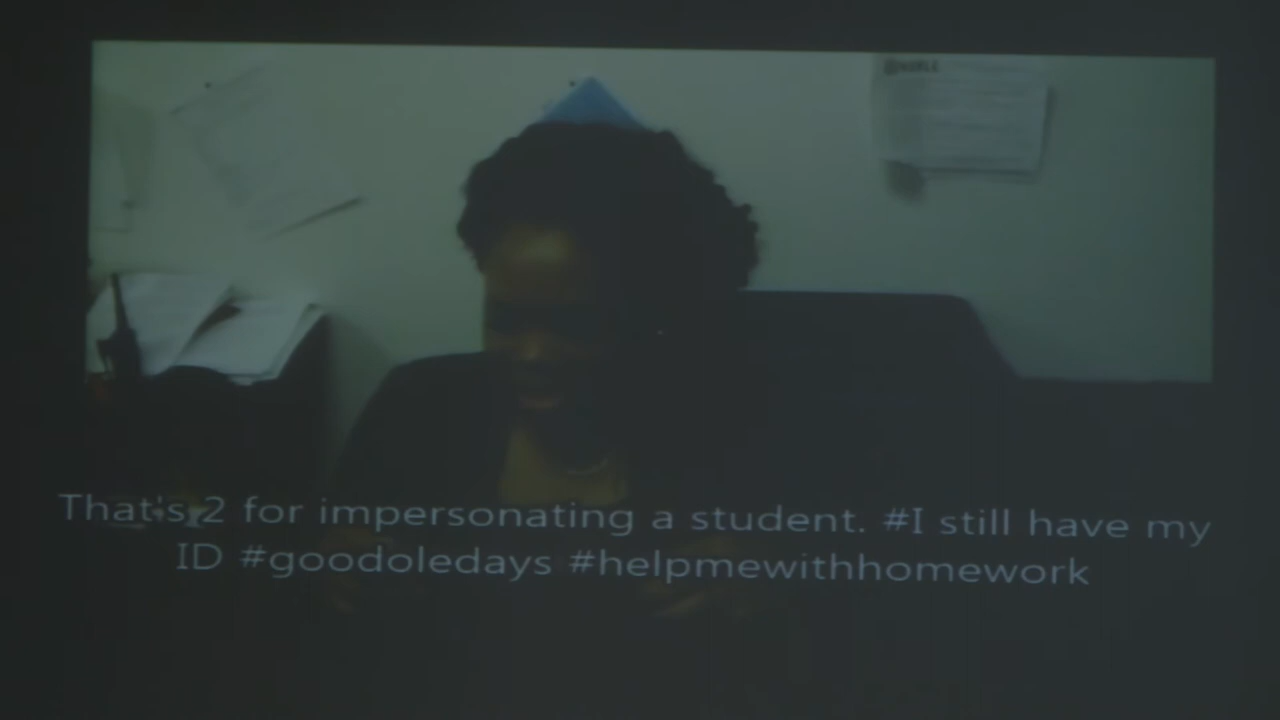 That's 2 for impersonating a student. #I still have my
ID #goodoledays #helpmewithhomework